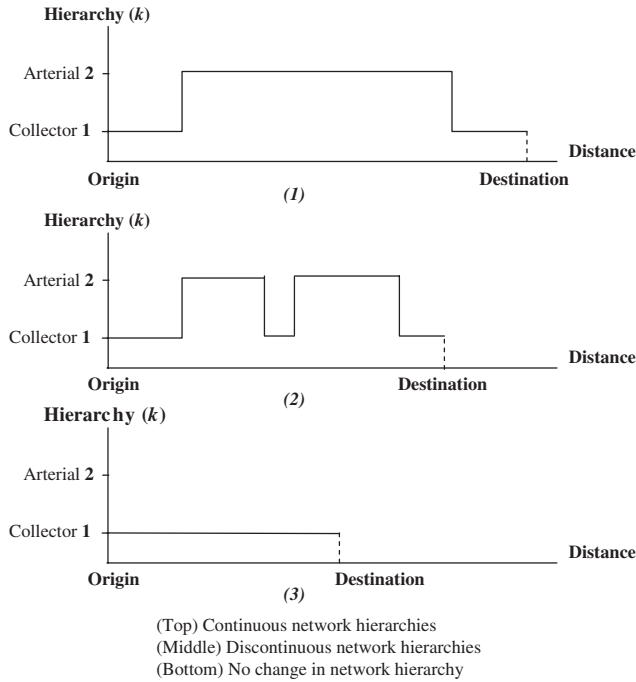 Hierarchy (k)
Arterial 2
Collector 1
Distance
Origin
Destination
(1)
Hierarchy (k)
Arterial 2
Collector 1
Distance
Origin
Destination
(2)
Hierarchy (k)
Arterial 2
Collector 1
Distance
Origin
Destination
(3)
(Top) Continuous network hierarchies
(Middle) Discontinuous network hierarchies
(Bottom) No change in network hierarchy